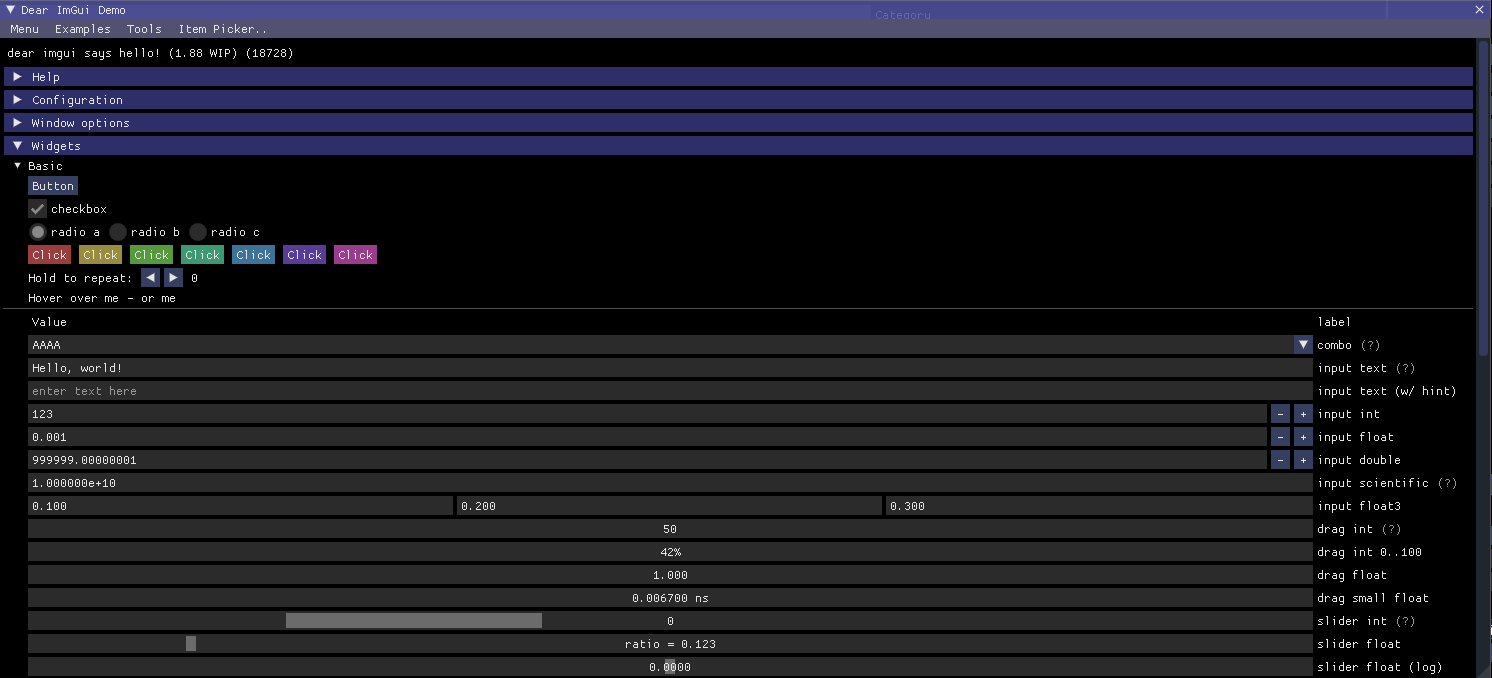 Dear ImGui Demo
Category
Menu Examples Tools Item Picker..
dear imgui says hello! (1.88 WIP) (18728)
Help
Configuration
Window options
Widgets
Basic
Button
checkbox
radio a radio b radio c
Click Click Click Click Click Click Click
Hold to repeat: 0
Hover over me - or me
Value label
AAAA combo (?)
Hello, world! input text (?)
enter text here input text (w/ hint)
123 - + input int
0.001 - + input float
999999.00000001 - + input double
1.000000e+10 input scientific (?)
0.100 0.200 0.300 input float3
50 drag int (?)
42% drag int 0..100
1.000 drag float
0.006700 ns drag small float
0 slider int (?)
ratio = 0.123 slider float
0.0000 slider float (log)